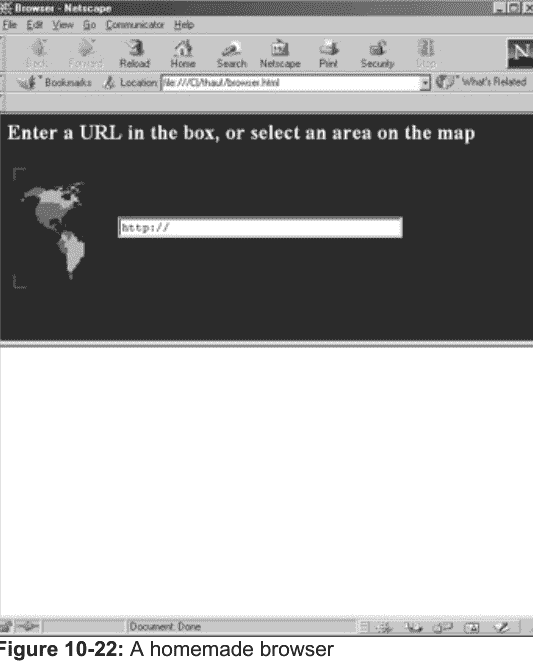 Browser - Netscape
File Edit View Go Communicator Help
Back Forward Reload Home Search Netscape Print Security Stop
N
Bookmarks Location: file:///C|/thau!/browser.html What's Related
Enter a URL in the box, or select an area on the map
http://
Document: Done
Figure 10-22: A homemade browser